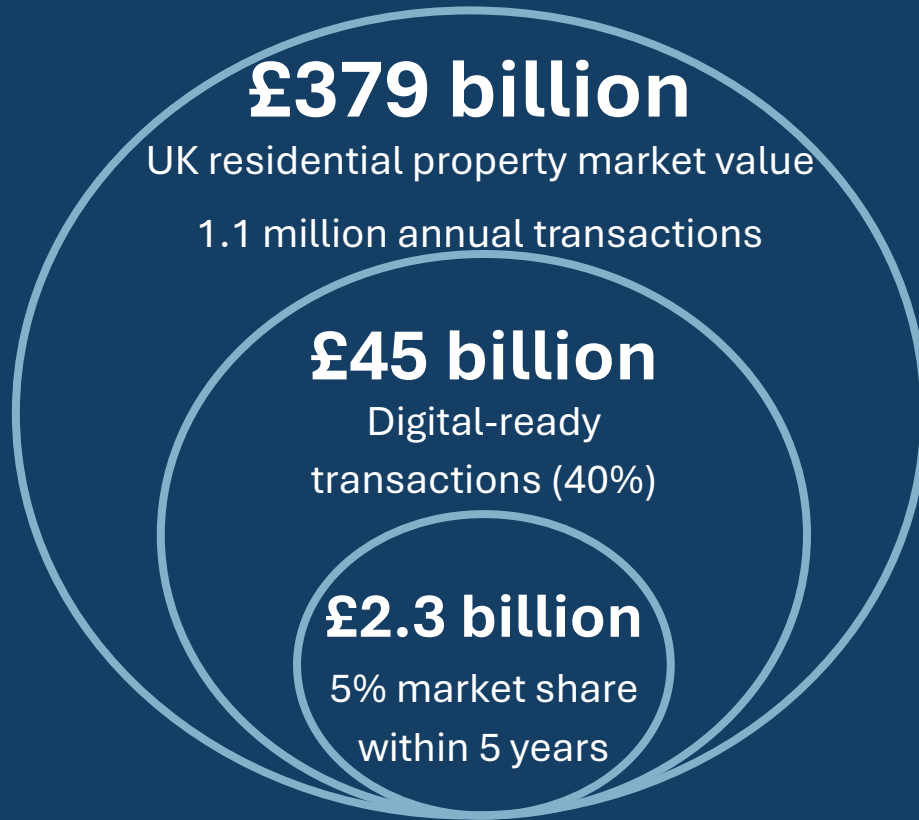 £379 billion
UK residential property market value
1.1 million annual transactions
£45 billion
Digital-ready
transactions (40%)
£2.3 billion
5% market share
within 5 years